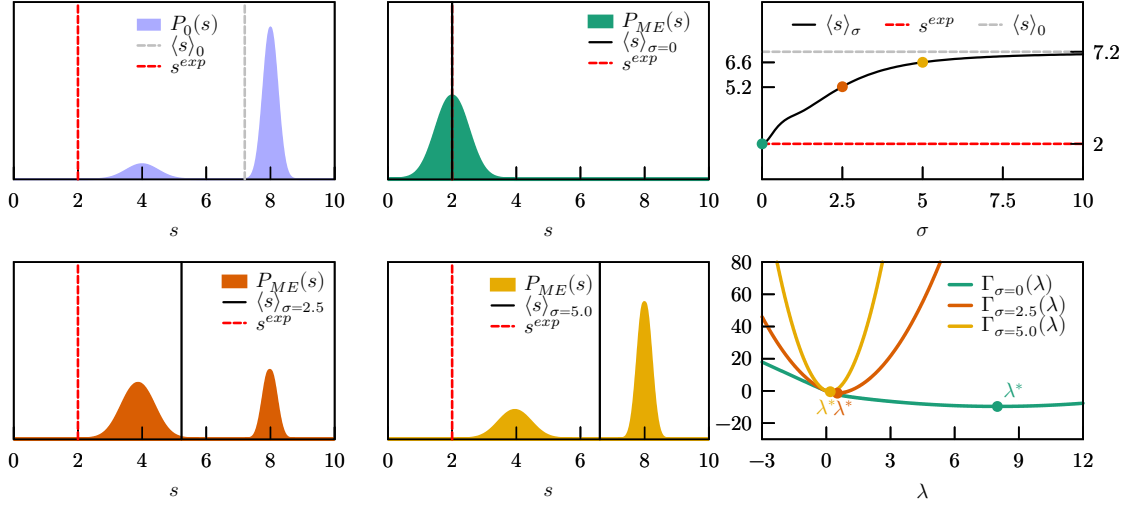 P_0(s)
⟨s⟩_0
s^{exp}
0 2 4 6 8 10
s
P_{ME}(s)
⟨s⟩_{σ=0}
s^{exp}
0 2 4 6 8 10
s
⟨s⟩_σ s^{exp} ⟨s⟩_0
6.6
5.2
7.2
2
0 2.5 5 7.5 10
σ
P_{ME}(s)
⟨s⟩_{σ=2.5}
s^{exp}
0 2 4 6 8 10
s
P_{ME}(s)
⟨s⟩_{σ=5.0}
s^{exp}
0 2 4 6 8 10
s
80
60
40
20
0
−20
Γ_{σ=0}(λ)
Γ_{σ=2.5}(λ)
Γ_{σ=5.0}(λ)
λ*
λ* λ*
−3 0 3 6 9 12
λ